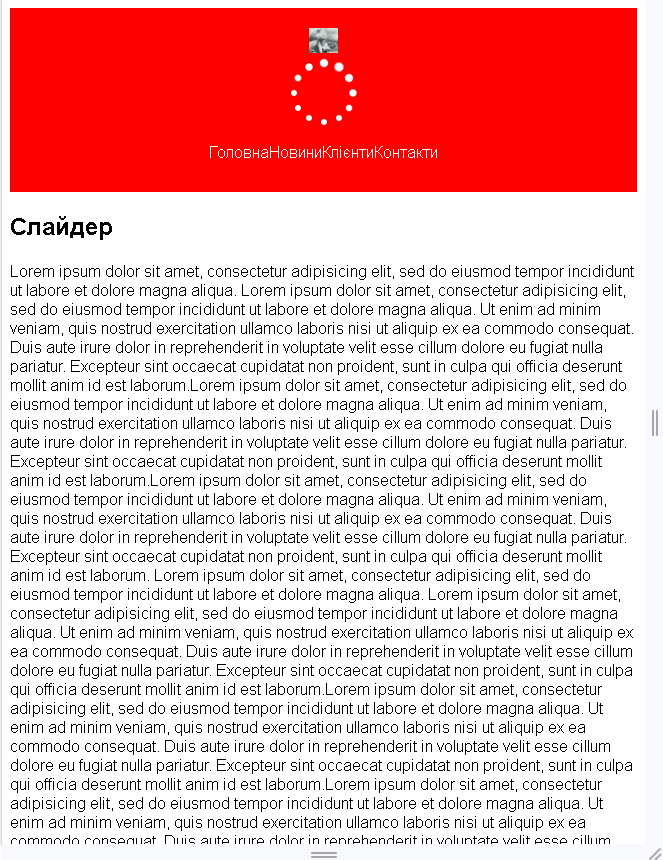 ГоловнаНовиниКлієнтиКонтакти
Слайдер
Lorem ipsum dolor sit amet, consectetur adipisicing elit, sed do eiusmod tempor incididunt
ut labore et dolore magna aliqua. Lorem ipsum dolor sit amet, consectetur adipisicing elit,
sed do eiusmod tempor incididunt ut labore et dolore magna aliqua. Ut enim ad minim
veniam, quis nostrud exercitation ullamco laboris nisi ut aliquip ex ea commodo consequat.
Duis aute irure dolor in reprehenderit in voluptate velit esse cillum dolore eu fugiat nulla
pariatur. Excepteur sint occaecat cupidatat non proident, sunt in culpa qui officia deserunt
mollit anim id est laborum.Lorem ipsum dolor sit amet, consectetur adipisicing elit, sed do
eiusmod tempor incididunt ut labore et dolore magna aliqua. Ut enim ad minim veniam,
quis nostrud exercitation ullamco laboris nisi ut aliquip ex ea commodo consequat. Duis
aute irure dolor in reprehenderit in voluptate velit esse cillum dolore eu fugiat nulla pariatur.
Excepteur sint occaecat cupidatat non proident, sunt in culpa qui officia deserunt mollit
anim id est laborum.Lorem ipsum dolor sit amet, consectetur adipisicing elit, sed do
eiusmod tempor incididunt ut labore et dolore magna aliqua. Ut enim ad minim veniam,
quis nostrud exercitation ullamco laboris nisi ut aliquip ex ea commodo consequat. Duis
aute irure dolor in reprehenderit in voluptate velit esse cillum dolore eu fugiat nulla pariatur.
Excepteur sint occaecat cupidatat non proident, sunt in culpa qui officia deserunt mollit
anim id est laborum. Lorem ipsum dolor sit amet, consectetur adipisicing elit, sed do
eiusmod tempor incididunt ut labore et dolore magna aliqua. Lorem ipsum dolor sit amet,
consectetur adipisicing elit, sed do eiusmod tempor incididunt ut labore et dolore magna
aliqua. Ut enim ad minim veniam, quis nostrud exercitation ullamco laboris nisi ut aliquip ex
ea commodo consequat. Duis aute irure dolor in reprehenderit in voluptate velit esse cillum
dolore eu fugiat nulla pariatur. Excepteur sint occaecat cupidatat non proident, sunt in culpa
qui officia deserunt mollit anim id est laborum.Lorem ipsum dolor sit amet, consectetur
adipisicing elit, sed do eiusmod tempor incididunt ut labore et dolore magna aliqua. Ut
enim ad minim veniam, quis nostrud exercitation ullamco laboris nisi ut aliquip ex ea
commodo consequat. Duis aute irure dolor in reprehenderit in voluptate velit esse cillum
dolore eu fugiat nulla pariatur. Excepteur sint occaecat cupidatat non proident, sunt in culpa
qui officia deserunt mollit anim id est laborum.Lorem ipsum dolor sit amet, consectetur
adipisicing elit, sed do eiusmod tempor incididunt ut labore et dolore magna aliqua. Ut
enim ad minim veniam, quis nostrud exercitation ullamco laboris nisi ut aliquip ex ea
commodo consequat. Duis aute irure dolor in reprehenderit in voluptate velit esse cillum